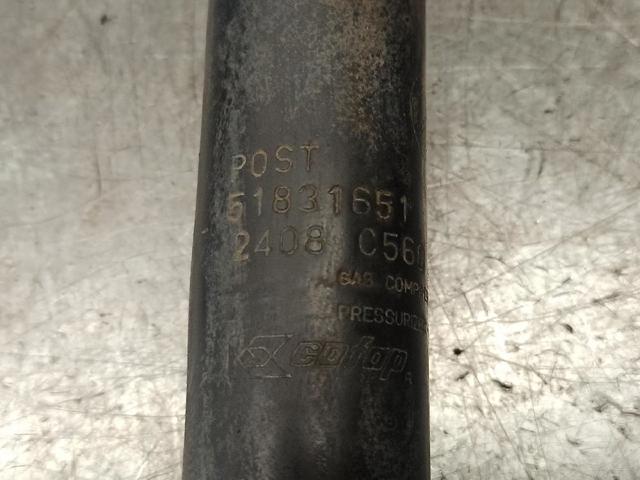 POST
51831651
2408 C560
GAS COMP
PRESSURIZ
cofap
R